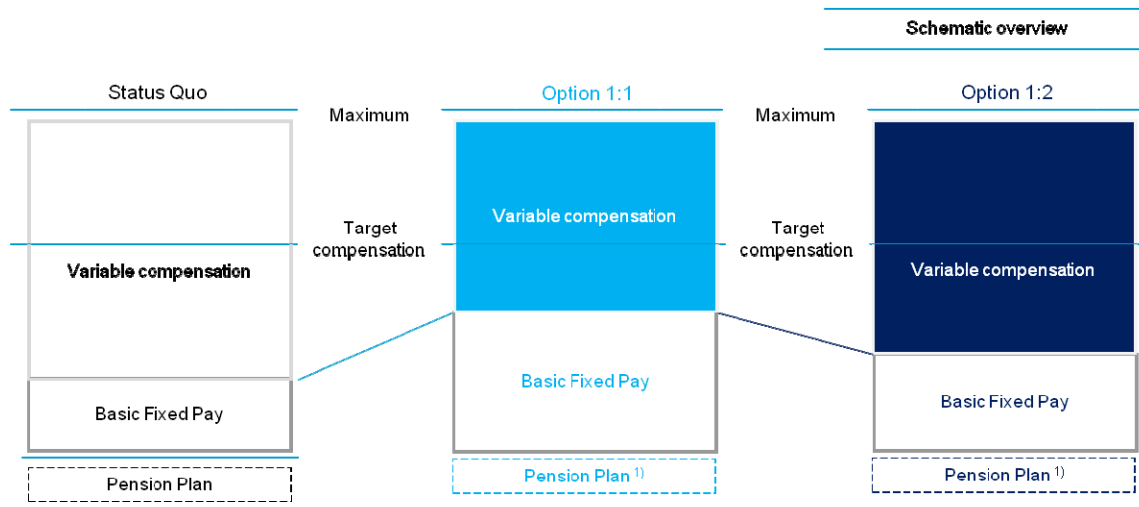 Schematic overview
Status Quo
Maximum
Option 1:1
Maximum
Option 1:2
Variable compensation
Target
compensation
Variable compensation
Target
compensation
Variable compensation
Basic Fixed Pay
Basic Fixed Pay
Basic Fixed Pay
Pension Plan
Pension Plan 1)
Pension Plan 1)